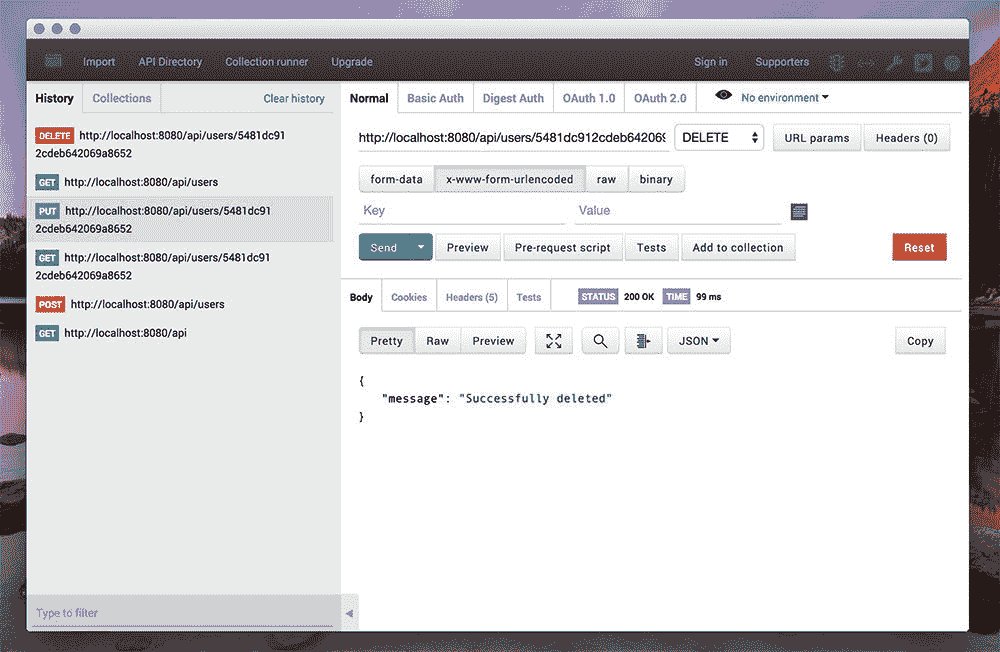 Import API Directory Collection runner Upgrade Sign in Supporters
History Collections Clear history
DELETE http://localhost:8080/api/users/5481dc91
2cdeb642069a8652
GET http://localhost:8080/api/users
PUT http://localhost:8080/api/users/5481dc91
2cdeb642069a8652
GET http://localhost:8080/api/users/5481dc91
2cdeb642069a8652
POST http://localhost:8080/api/users
GET http://localhost:8080/api
Type to filter
Normal Basic Auth Digest Auth OAuth 1.0 OAuth 2.0 No environment
http://localhost:8080/api/users/5481dc912cdeb642069 DELETE URL params Headers (0)
form-data x-www-form-urlencoded raw binary
Key Value
Send Preview Pre-request script Tests Add to collection Reset
Body Cookies Headers (5) Tests STATUS 200 OK TIME 99 ms
Pretty Raw Preview JSON Copy
{
"message": "Successfully deleted"
}